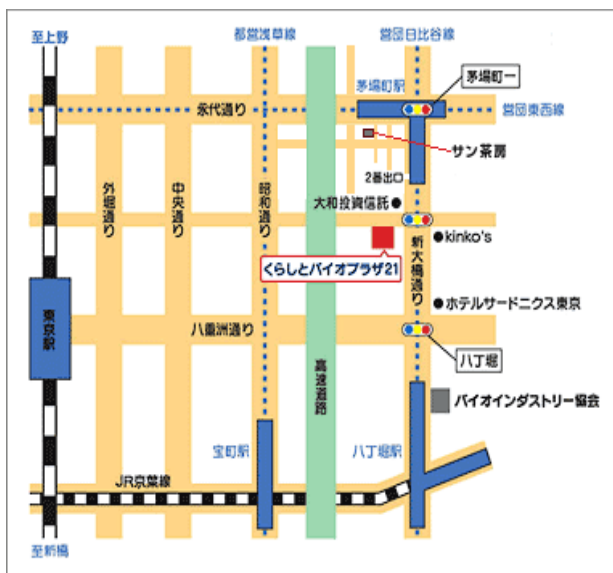 至上野
都営浅草線
営団日比谷線
茅場町駅
茅場町一
永代通り
営団東西線
サン茶房
2番出口
大和投資信託
外堀通り
中央通り
昭和通り
kinko's
くらしとバイオプラザ21
新大橋通り
ホテルサードニクス東京
東京駅
八重洲通り
高速道路
八丁堀
バイオインダストリー協会
宝町駅
八丁堀駅
JR京葉線
至新橋